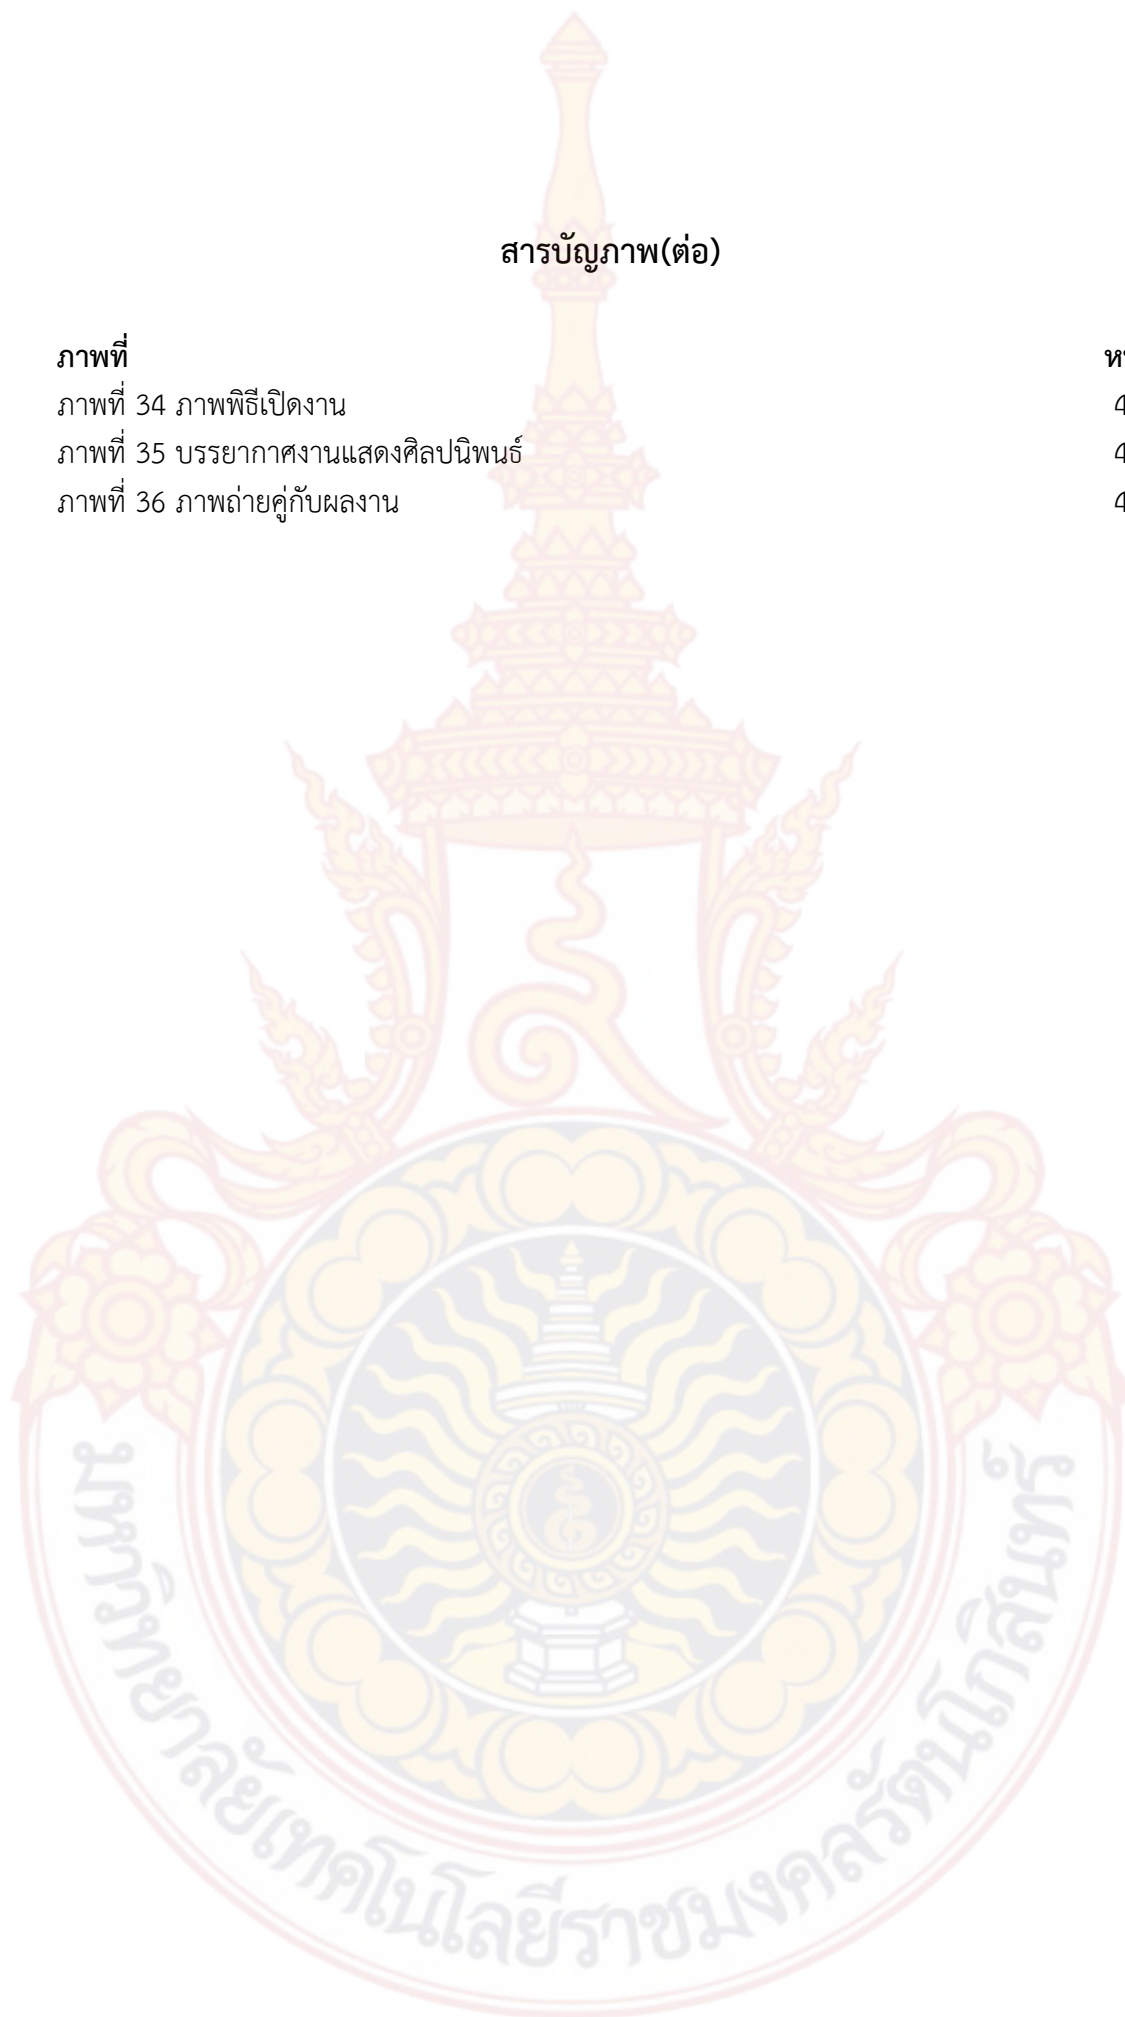 สารบัญภาพ(ต่อ)
ภาพที่
ภาพที่ 34 ภาพพิธีเปิดงาน
ภาพที่ 35 บรรยากาศงานแสดงศิลปนิพนธ์
ภาพที่ 36 ภาพถ่ายคู่กับผลงาน
มหาวิทยาลัยเทคโนโลยีราชมงคลรัตนโกสินทร์